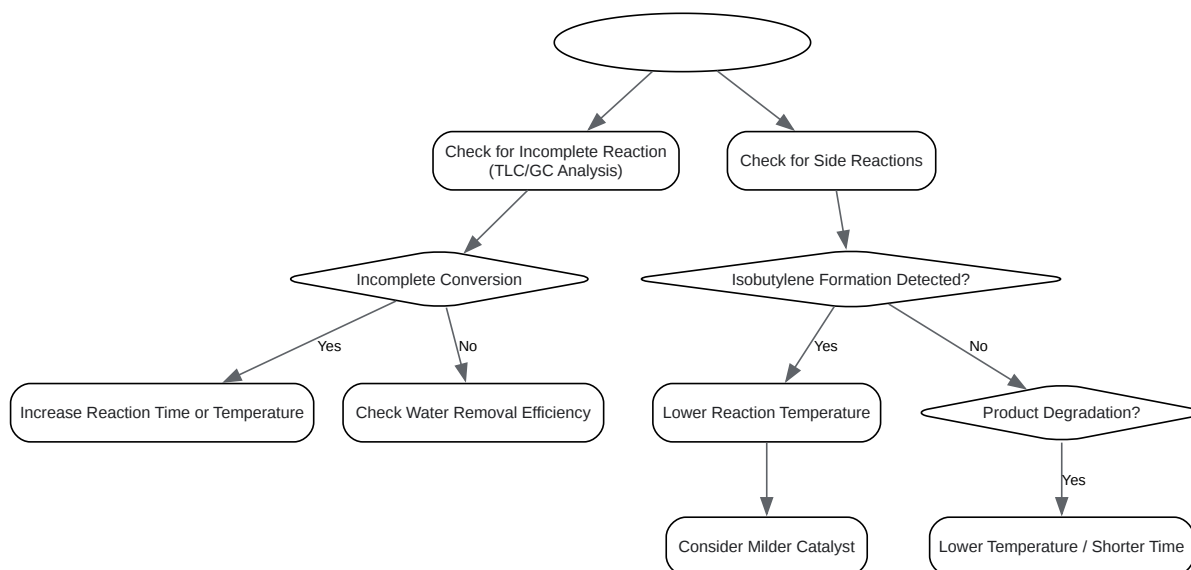 Check for Incomplete Reaction
(TLC/GC Analysis)
Check for Side Reactions
Incomplete Conversion
Isobutylene Formation Detected?
Yes
No
Yes
No
Increase Reaction Time or Temperature
Check Water Removal Efficiency
Lower Reaction Temperature
Product Degradation?
Yes
Consider Milder Catalyst
Lower Temperature / Shorter Time